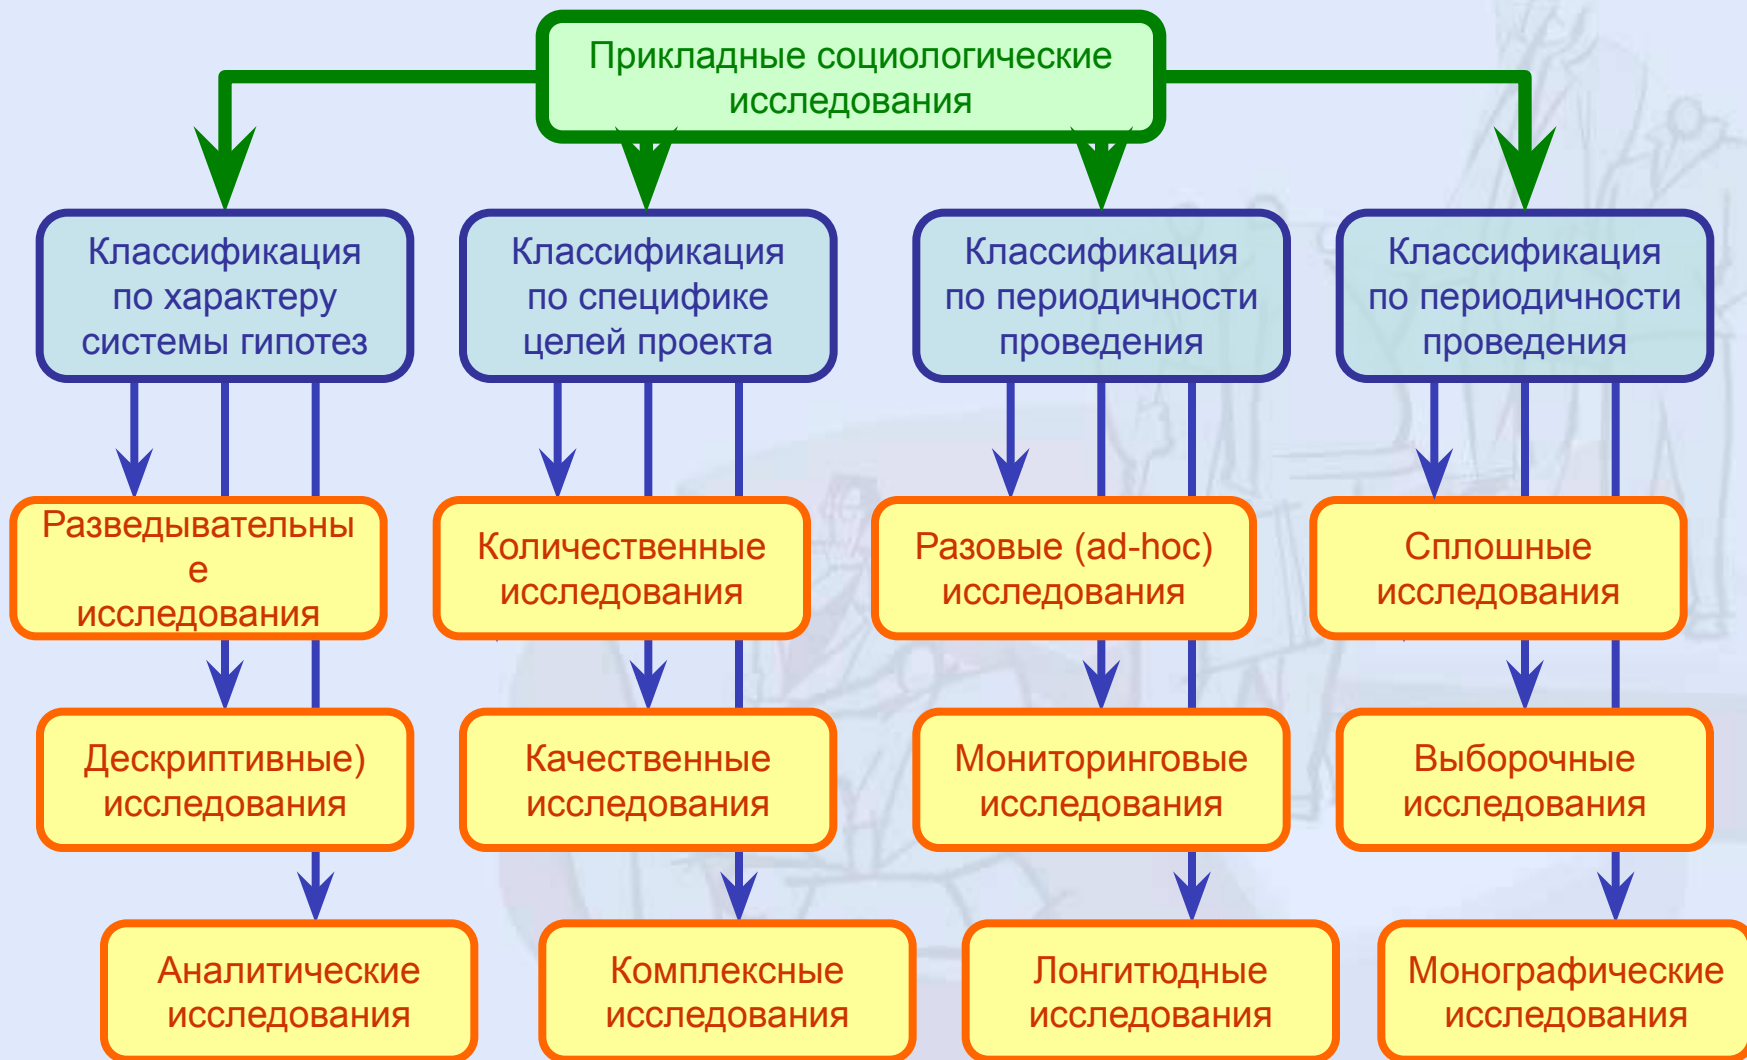 Прикладные социологические
исследования
Классификация
по характеру
системы гипотез
Классификация
по специфике
целей проекта
Классификация
по периодичности
проведения
Классификация
по периодичности
проведения
Разведывательны
е
исследования
Количественные
исследования
Разовые (ad-hoc)
исследования
Сплошные
исследования
Дескриптивные)
исследования
Качественные
исследования
Мониторинговые
исследования
Выборочные
исследования
Аналитические
исследования
Комплексные
исследования
Лонгитюдные
исследования
Монографические
исследования